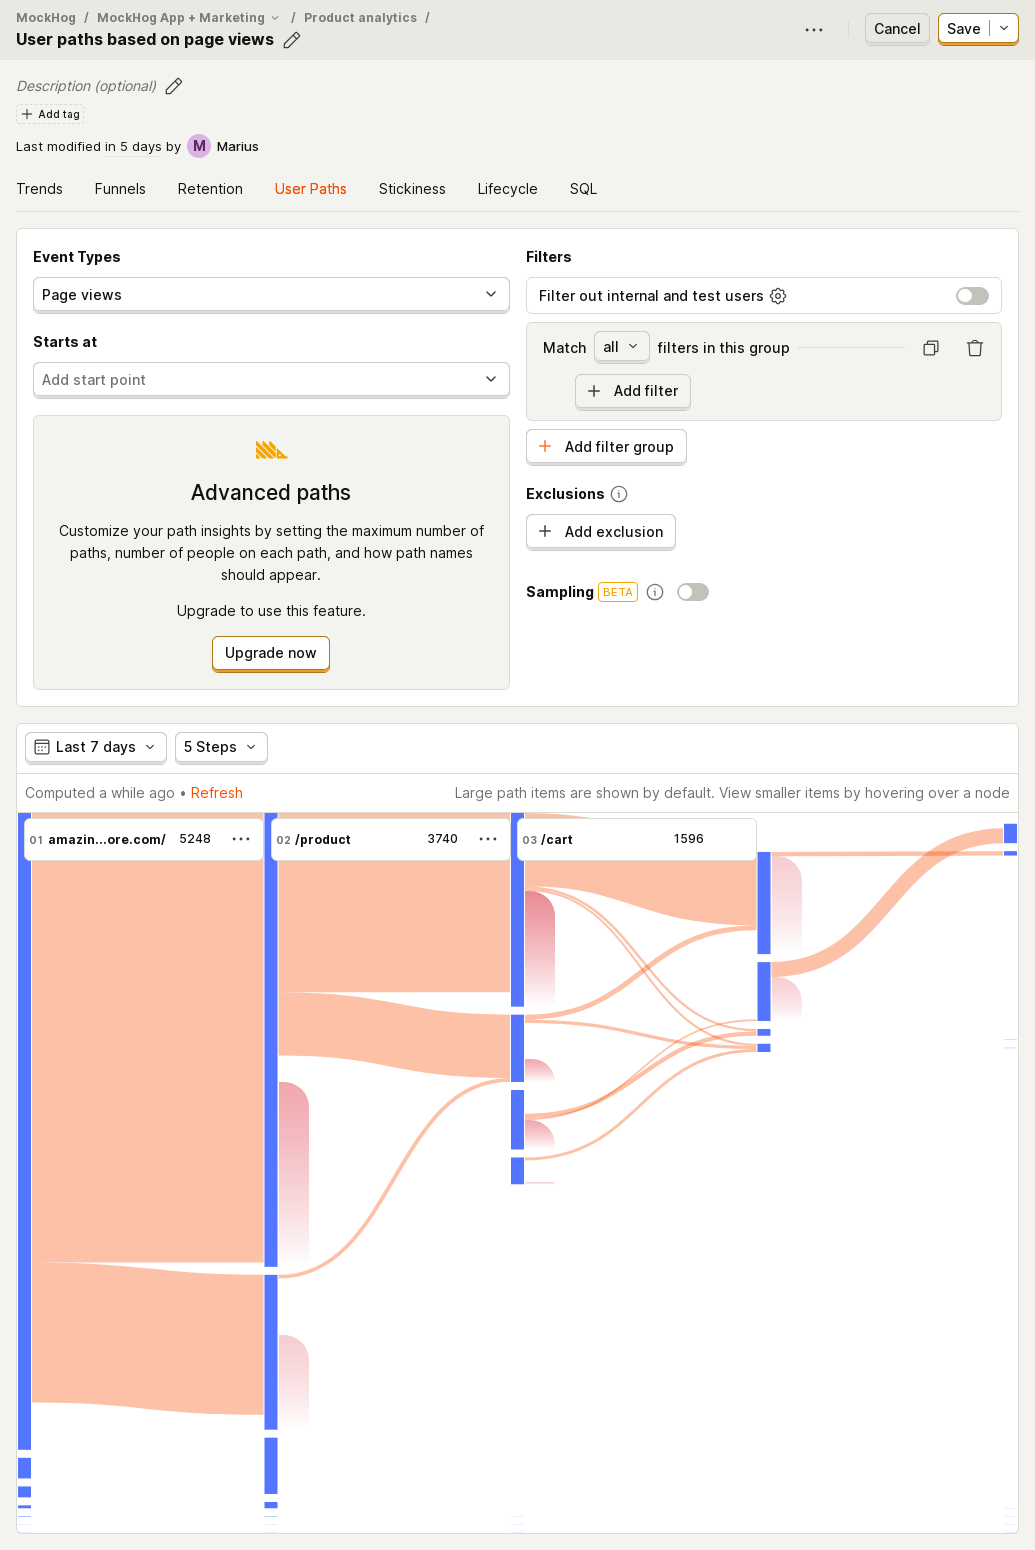 MockHog / MockHog App + Marketing / Product analytics /
User paths based on page views
Cancel
Save
Description (optional)
Add tag
Last modified in 5 days by M Marius
Trends Funnels Retention User Paths Stickiness Lifecycle SQL
Event Types
Page views
Starts at
Add start point
Advanced paths
Customize your path insights by setting the maximum number of
paths, number of people on each path, and how path names
should appear.
Upgrade to use this feature.
Upgrade now
Filters
Filter out internal and test users
Match all filters in this group
Add filter
Add filter group
Exclusions
Add exclusion
Sampling BETA
Last 7 days 5 Steps
Computed a while ago • Refresh
Large path items are shown by default. View smaller items by hovering over a node
01 amazin...ore.com/ 5248
02 /product 3740
03 /cart 1596